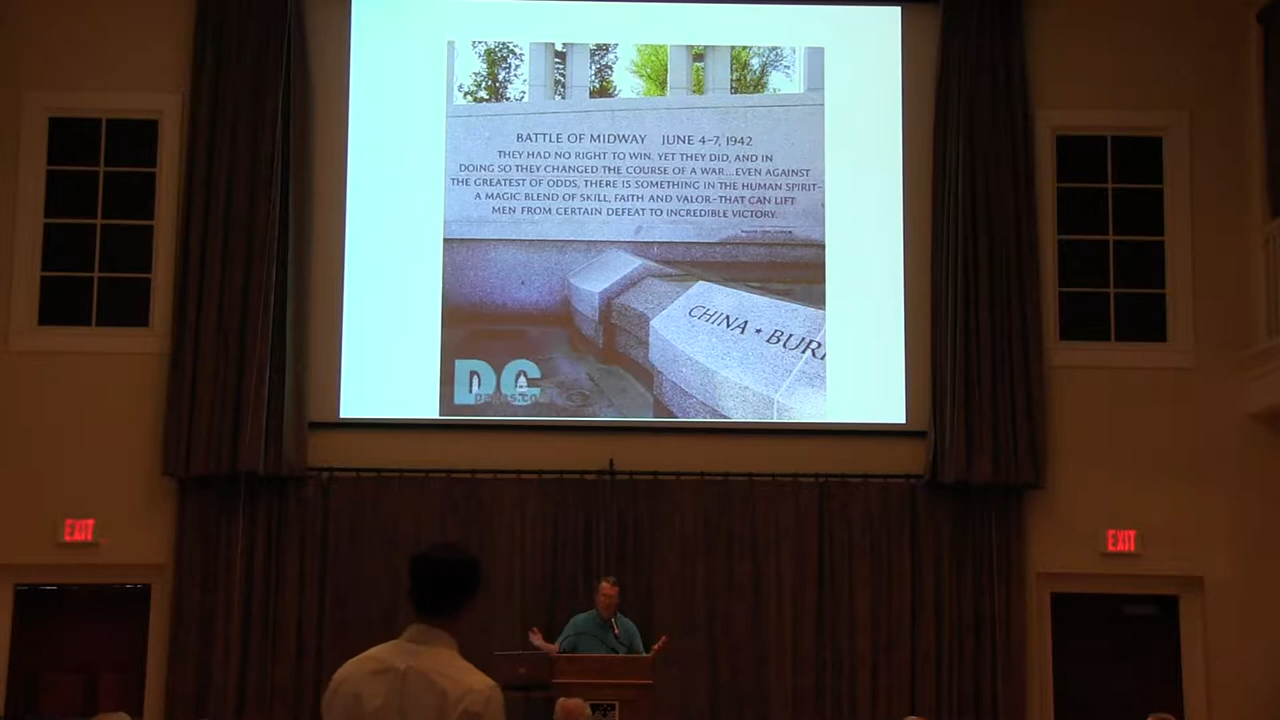 BATTLE OF MIDWAY JUNE 4-7, 1942
THEY HAD NO RIGHT TO WIN. YET THEY DID, AND IN
DOING SO THEY CHANGED THE COURSE OF A WAR...EVEN AGAINST
THE GREATEST OF ODDS, THERE IS SOMETHING IN THE HUMAN SPIRIT-
A MAGIC BLEND OF SKILL, FAITH AND VALOR-THAT CAN LIFT
MEN FROM CERTAIN DEFEAT TO INCREDIBLE VICTORY.
CHINA ★ BUR
DC
pages.co
EXIT
EXIT